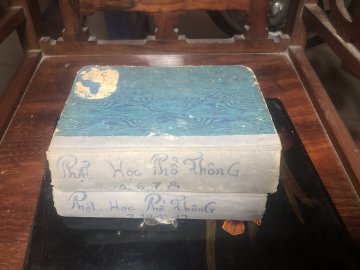 Phật Học Phổ Thông
5, 6, 7, 8
Phật Học Phổ Thông